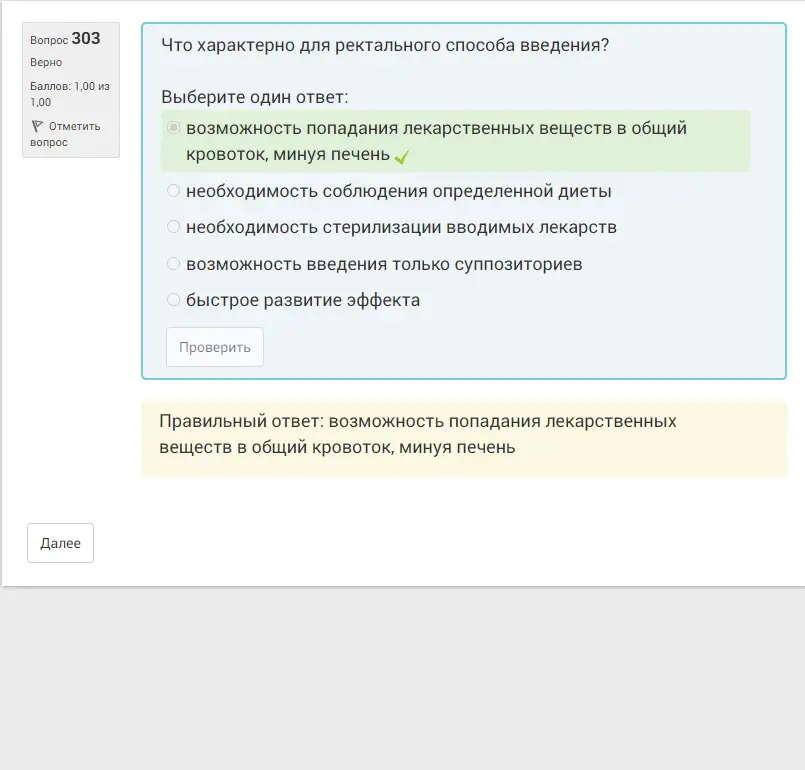 Вопрос 303
Верно
Баллов: 1,00 из
1,00
Отметить
вопрос
Что характерно для ректального способа введения?
Выберите один ответ:
возможность попадания лекарственных веществ в общий
кровоток, минуя печень
необходимость соблюдения определенной диеты
необходимость стерилизации вводимых лекарств
возможность введения только суппозиториев
быстрое развитие эффекта
Проверить
Правильный ответ: возможность попадания лекарственных
веществ в общий кровоток, минуя печень
Далее